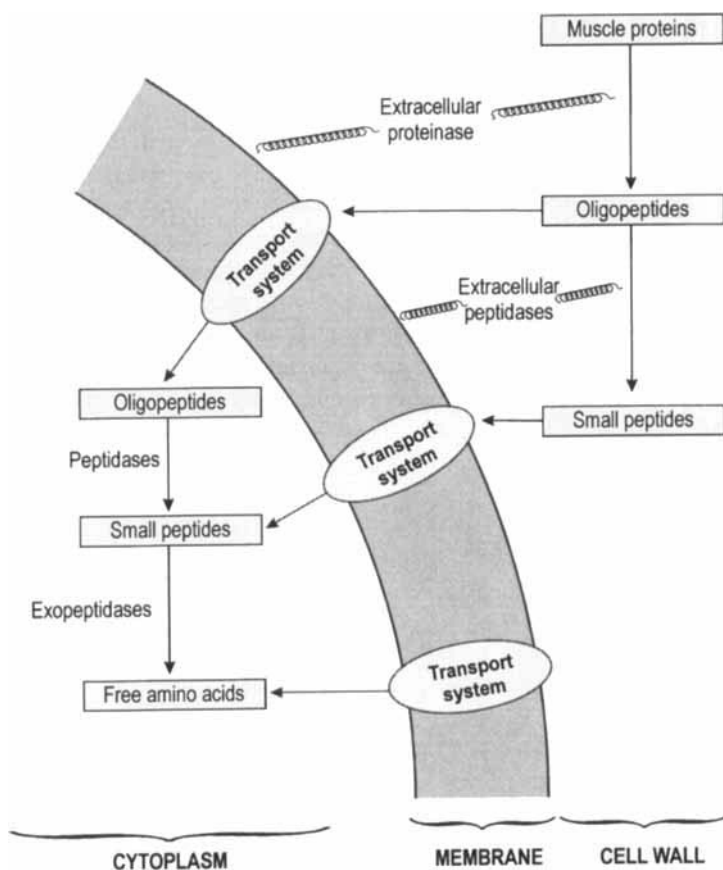 Muscle proteins
Extracellular
proteinase
Oligopeptides
Transport
system
Extracellular
peptidases
Oligopeptides
Small peptides
Peptidases
Transport
system
Small peptides
Exopeptidases
Transport
system
Free amino acids
CYTOPLASM
MEMBRANE
CELL WALL